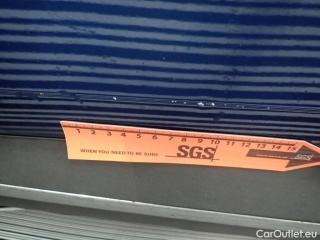 1 2 3 4 5 6 7 8 9 10 11 12 13 14 15
WHEN YOU NEED TO BE SURE SGS
© CarOutlet.eu